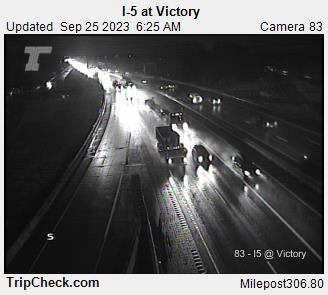 I-5 at Victory
Updated Sep 25 2023 6:25 AM Camera 83
T
S
83 - I5 @ Victory
TripCheck.com Milepost306.80